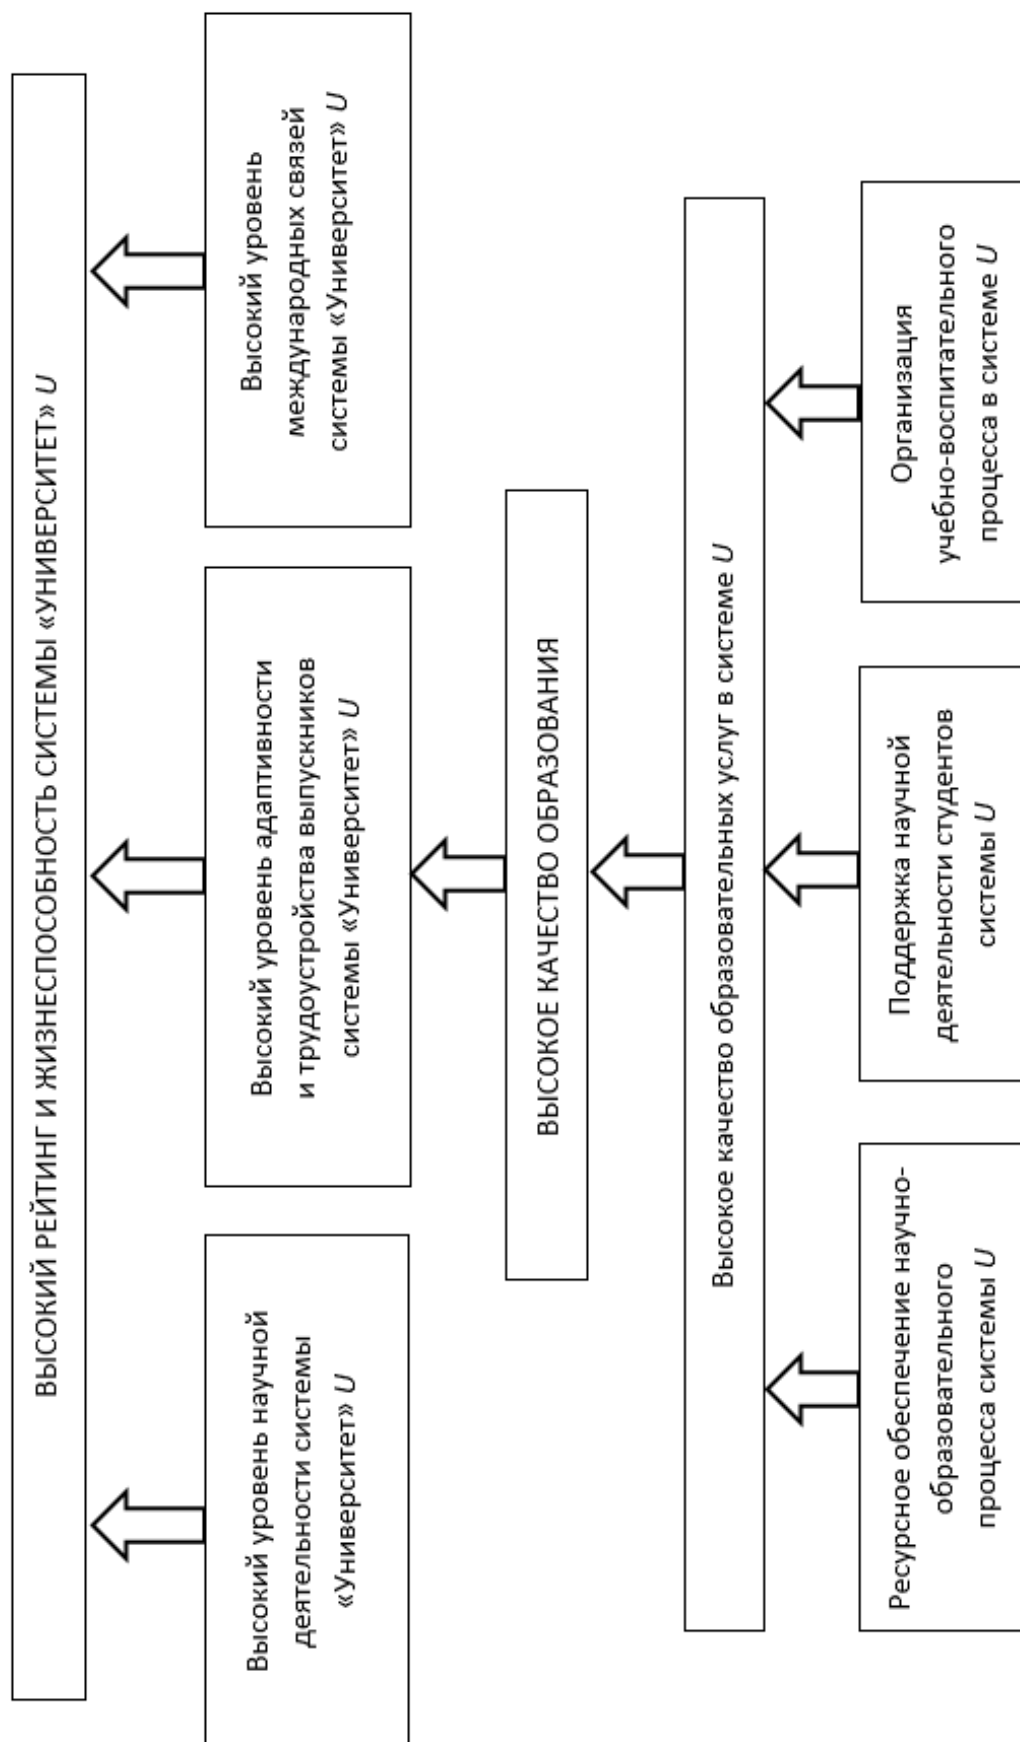 ВЫСОКИЙ РЕЙТИНГ И ЖИЗНЕСПОСОБНОСТЬ СИСТЕМЫ «УНИВЕРСИТЕТ» U
Высокий уровень научной
деятельности системы
«Университет» U
Высокий уровень адаптивности
и трудоустройства выпускников
системы «Университет» U
Высокий уровень
международных связей
системы «Университет» U
ВЫСОКОЕ КАЧЕСТВО ОБРАЗОВАНИЯ
Высокое качество образовательных услуг в системе U
Ресурсное обеспечение научно-
образовательного
процесса системы U
Поддержка научной
деятельности студентов
системы U
Организация
учебно-воспитательного
процесса в системе U